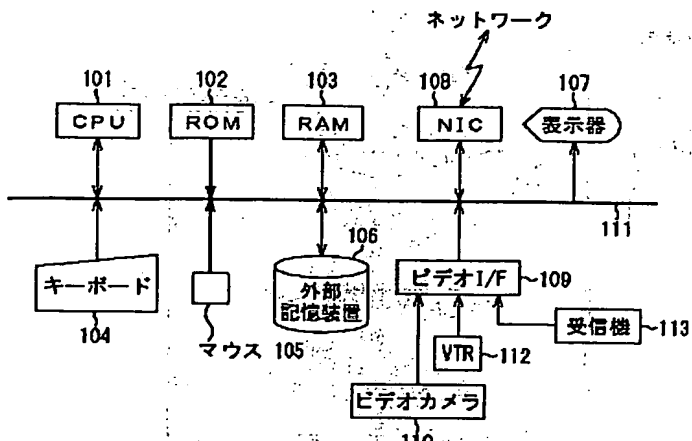 ネットワーク
101
102
103
108
107
CPU
ROM
RAM
NIC
表示器
111
106
キーボード
外部
記憶装置
ビデオI/F
109
104
マウス 105
VTR
112
受信機
113
ビデオカメラ
110